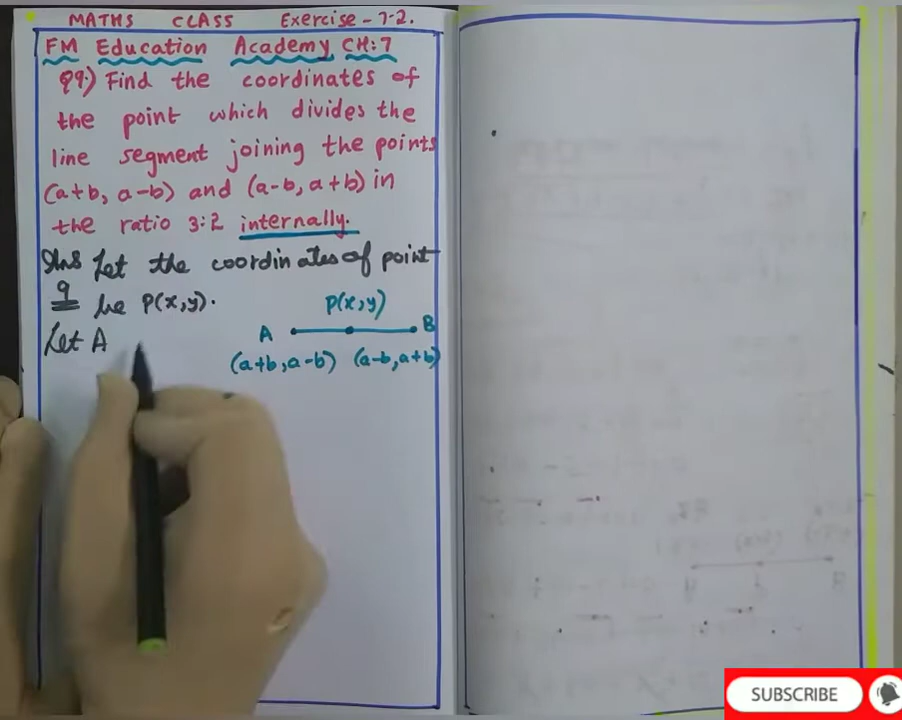 MATHS CLASS Exercise-7.2.
FM Education Academy CH:7
Q9.) Find the coordinates of
the point which divides the
line segment joining the points
(a+b, a-b) and (a-b, a+b) in
the ratio 3:2 internally.
Ans Let the coordinates of point
9 be P(x,y).
P(x,y)
Let A
A
B
(a+b,a-b) (a-b,a+b)
SUBSCRIBE